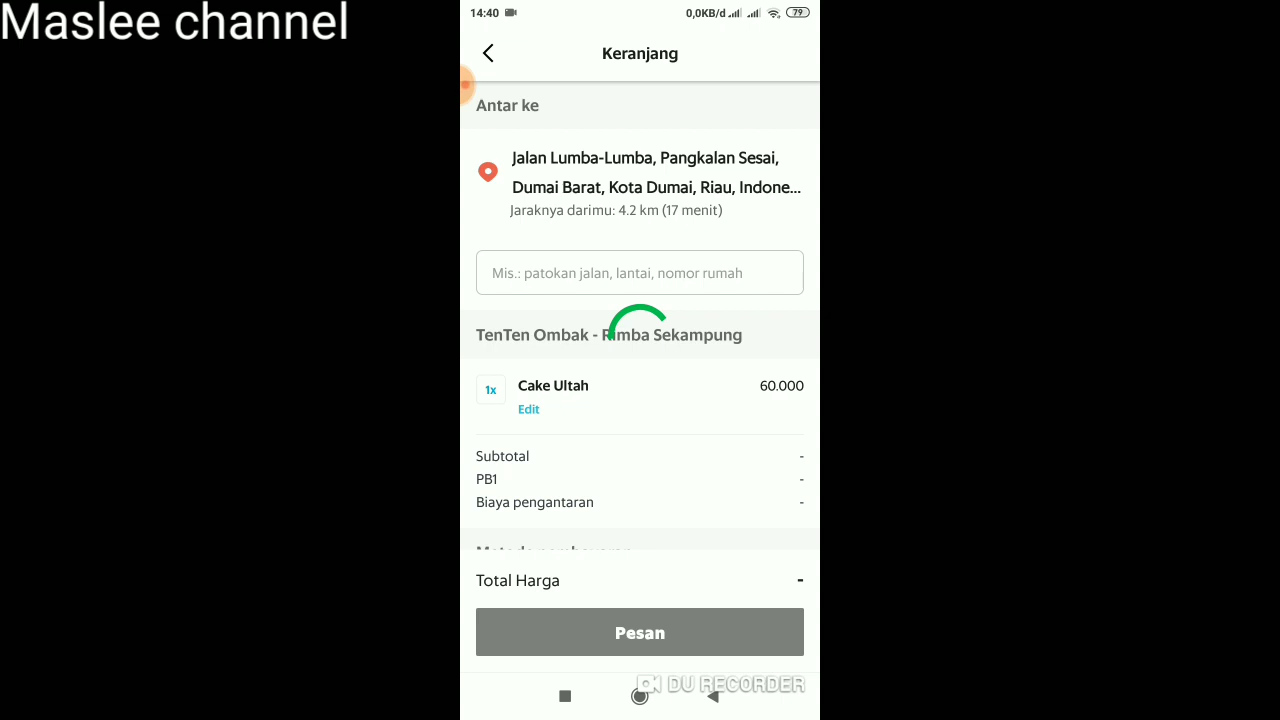 Maslee channel
14:40
0,0KB/d
79
Keranjang
Antar ke
Jalan Lumba-Lumba, Pangkalan Sesai,
Dumai Barat, Kota Dumai, Riau, Indone...
Jaraknya darimu: 4.2 km (17 menit)
Mis.: patokan jalan, lantai, nomor rumah
TenTen Ombak - Rimba Sekampung
1x Cake Ultah 60.000
Edit
Subtotal -
PB1 -
Biaya pengantaran -
Metode pembayaran
Total Harga -
Pesan
DU RECORDER